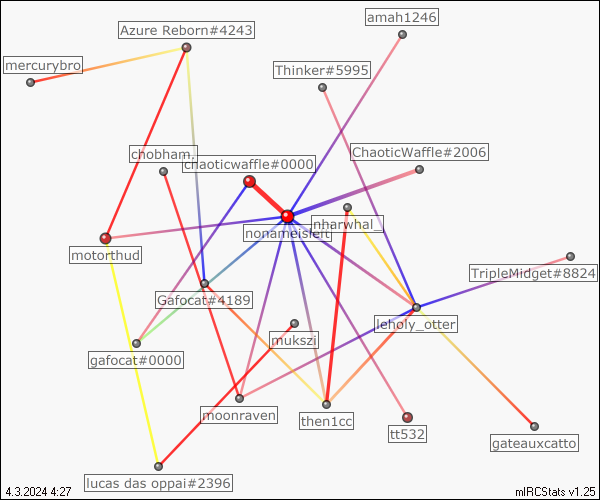 amah1246
Azure Reborn#4243
mercurybro
Thinker#5995
chobham.
ChaoticWaffle#2006
chaoticwaffle#0000
nharwhal_
nonameisleft
motorthud
TripleMidget#8824
Gafocat#4189
leholy_otter
mukszi
gafocat#0000
moonraven
then1cc
tt532
gateauxcatto
lucas das oppai#2396
4.3.2024 4:27
mIRCStats v1.25